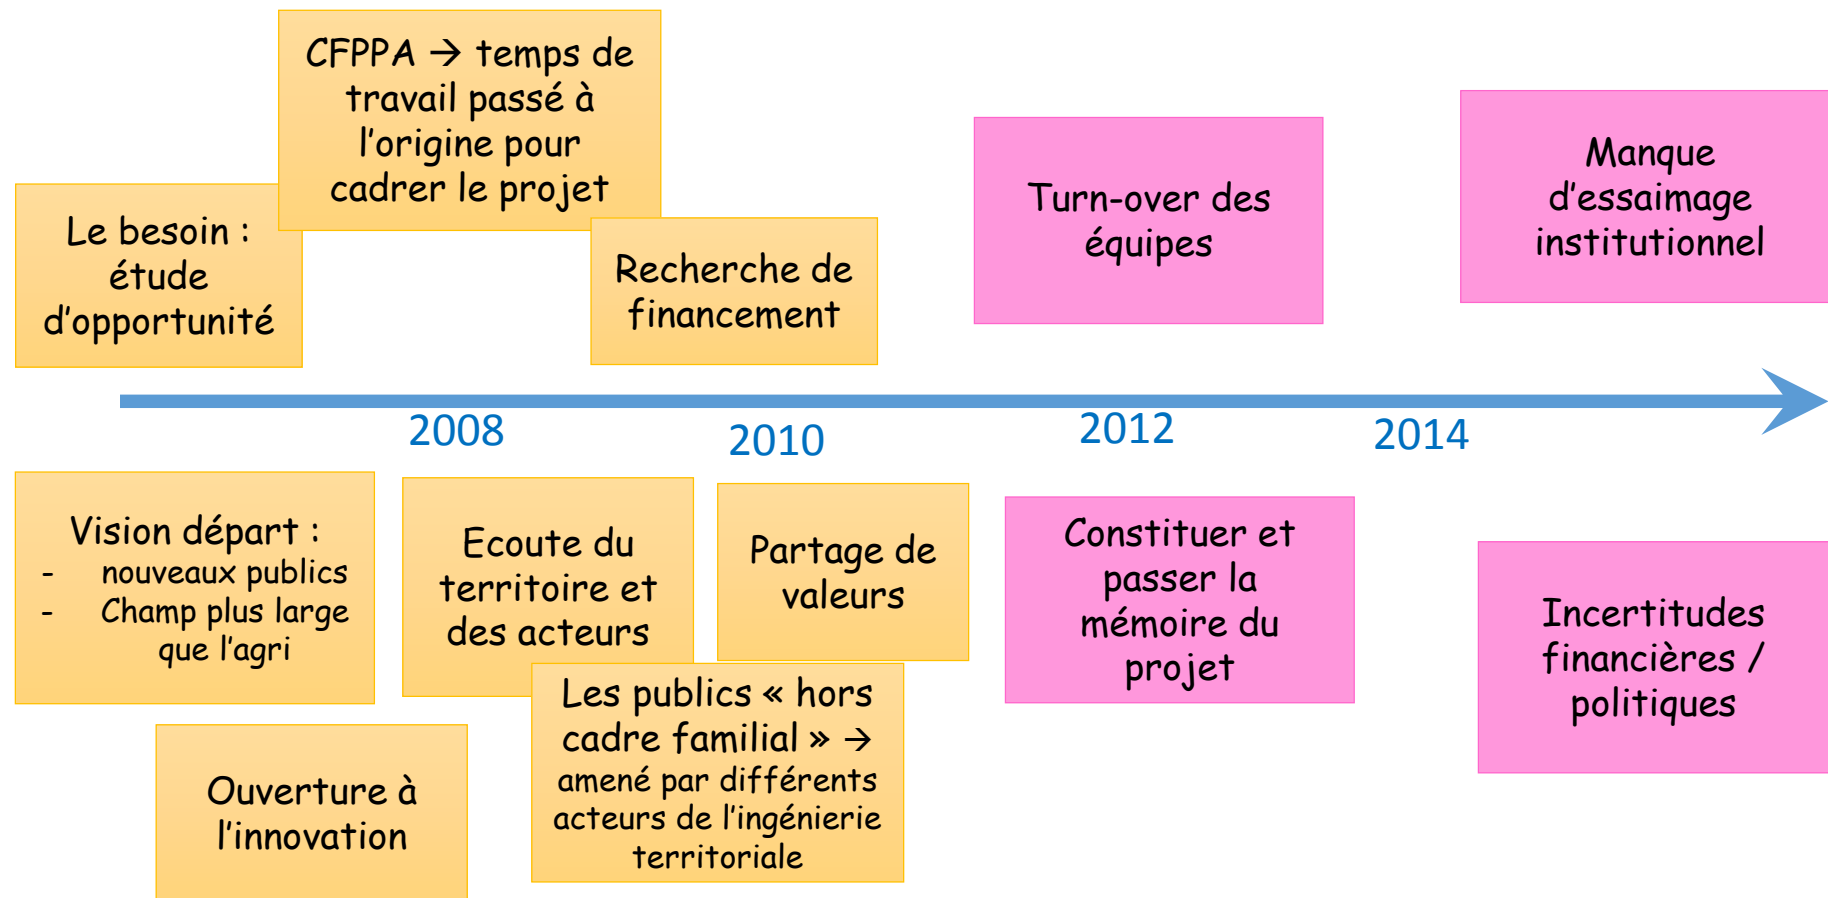 CFPPA → temps de
travail passé à
l'origine pour
cadrer le projet
Le besoin :
étude
d'opportunité
Recherche de
financement
Turn-over des
équipes
Manque
d'essaimage
institutionnel
2008
2010
2012
2014
Vision départ :
- nouveaux publics
- Champ plus large
que l'agri
Ecoute du
territoire et
des acteurs
Partage de
valeurs
Constituer et
passer la
mémoire du
projet
Incertitudes
financières /
politiques
Ouverture à
l'innovation
Les publics « hors
cadre familial » →
amené par différents
acteurs de l'ingénierie
territoriale